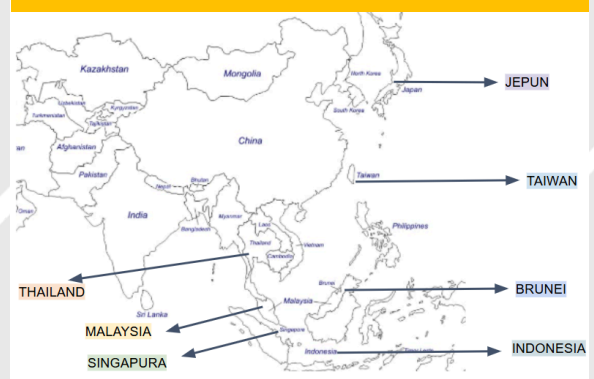 Kazakhstan
Mongolia
North Korea
JEPUN
Japan
Uzbekistan
Kyrgyzstan
Turkmenistan
South Korea
Tajikistan
China
Afghanistan
an
Pakistan
Taiwan
TAIWAN
Nepal
Bhutan
Oman
India
Myanmar
Laos
Bangladesh
Philippines
Thailand
Vietnam
Cambodia
THAILAND
Brunei
BRUNEI
Sri Lanka
Malaysia
MALAYSIA
Singapore
SINGAPURA
Indonesia
INDONESIA